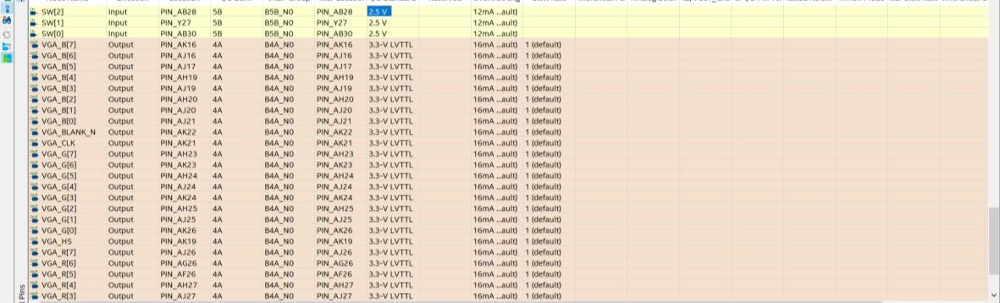 SW[2] Input PIN_AB28 5B B5B_N0 PIN_AB28 2.5 V 12mA ...ault)
SW[1] Input PIN_Y27 5B B5B_N0 PIN_Y27 2.5 V 12mA ...ault)
SW[0] Input PIN_AB30 5B B5B_N0 PIN_AB30 2.5 V 12mA ...ault)
VGA_B[7] Output PIN_AK16 4A B4A_N0 PIN_AK16 3.3-V LVTTL 16mA ...ault) 1 (default)
VGA_B[6] Output PIN_AJ16 4A B4A_N0 PIN_AJ16 3.3-V LVTTL 16mA ...ault) 1 (default)
VGA_B[5] Output PIN_AJ17 4A B4A_N0 PIN_AJ17 3.3-V LVTTL 16mA ...ault) 1 (default)
VGA_B[4] Output PIN_AH19 4A B4A_N0 PIN_AH19 3.3-V LVTTL 16mA ...ault) 1 (default)
VGA_B[3] Output PIN_AJ19 4A B4A_N0 PIN_AJ19 3.3-V LVTTL 16mA ...ault) 1 (default)
VGA_B[2] Output PIN_AH20 4A B4A_N0 PIN_AH20 3.3-V LVTTL 16mA ...ault) 1 (default)
VGA_B[1] Output PIN_AJ20 4A B4A_N0 PIN_AJ20 3.3-V LVTTL 16mA ...ault) 1 (default)
VGA_B[0] Output PIN_AJ21 4A B4A_N0 PIN_AJ21 3.3-V LVTTL 16mA ...ault) 1 (default)
VGA_BLANK_N Output PIN_AK22 4A B4A_N0 PIN_AK22 3.3-V LVTTL 16mA ...ault) 1 (default)
VGA_CLK Output PIN_AK21 4A B4A_N0 PIN_AK21 3.3-V LVTTL 16mA ...ault) 1 (default)
VGA_G[7] Output PIN_AH23 4A B4A_N0 PIN_AH23 3.3-V LVTTL 16mA ...ault) 1 (default)
VGA_G[6] Output PIN_AK23 4A B4A_N0 PIN_AK23 3.3-V LVTTL 16mA ...ault) 1 (default)
VGA_G[5] Output PIN_AH24 4A B4A_N0 PIN_AH24 3.3-V LVTTL 16mA ...ault) 1 (default)
VGA_G[4] Output PIN_AJ24 4A B4A_N0 PIN_AJ24 3.3-V LVTTL 16mA ...ault) 1 (default)
VGA_G[3] Output PIN_AK24 4A B4A_N0 PIN_AK24 3.3-V LVTTL 16mA ...ault) 1 (default)
VGA_G[2] Output PIN_AH25 4A B4A_N0 PIN_AH25 3.3-V LVTTL 16mA ...ault) 1 (default)
VGA_G[1] Output PIN_AJ25 4A B4A_N0 PIN_AJ25 3.3-V LVTTL 16mA ...ault) 1 (default)
VGA_G[0] Output PIN_AK26 4A B4A_N0 PIN_AK26 3.3-V LVTTL 16mA ...ault) 1 (default)
VGA_HS Output PIN_AK19 4A B4A_N0 PIN_AK19 3.3-V LVTTL 16mA ...ault) 1 (default)
VGA_R[7] Output PIN_AJ26 4A B4A_N0 PIN_AJ26 3.3-V LVTTL 16mA ...ault) 1 (default)
VGA_R[6] Output PIN_AG26 4A B4A_N0 PIN_AG26 3.3-V LVTTL 16mA ...ault) 1 (default)
VGA_R[5] Output PIN_AF26 4A B4A_N0 PIN_AF26 3.3-V LVTTL 16mA ...ault) 1 (default)
VGA_R[4] Output PIN_AH27 4A B4A_N0 PIN_AH27 3.3-V LVTTL 16mA ...ault) 1 (default)
VGA_R[3] Output PIN_AJ27 4A B4A_N0 PIN_AJ27 3.3-V LVTTL 16mA ...ault) 1 (default)
Pins